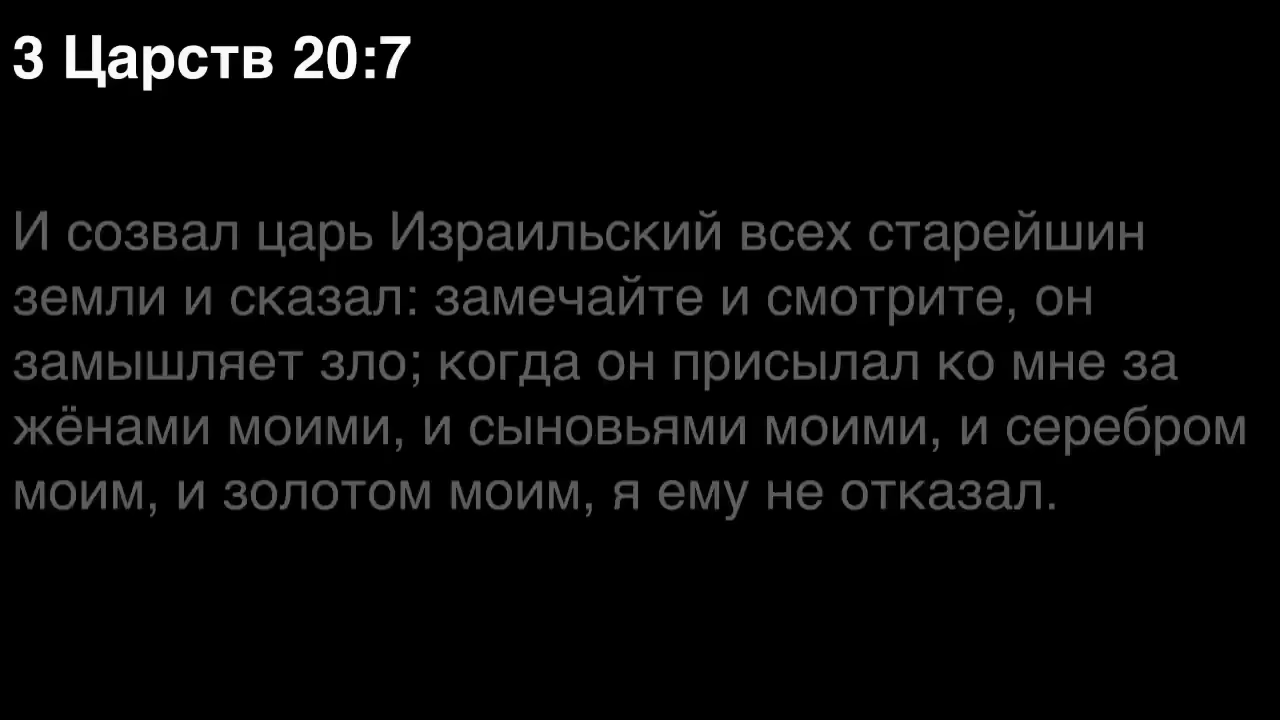 3 Царств 20:7
И созвал царь Израильский всех старейшин
земли и сказал: замечайте и смотрите, он
замышляет зло; когда он присылал ко мне за
жёнами моими, и сыновьями моими, и серебром
моим, и золотом моим, я ему не отказал.